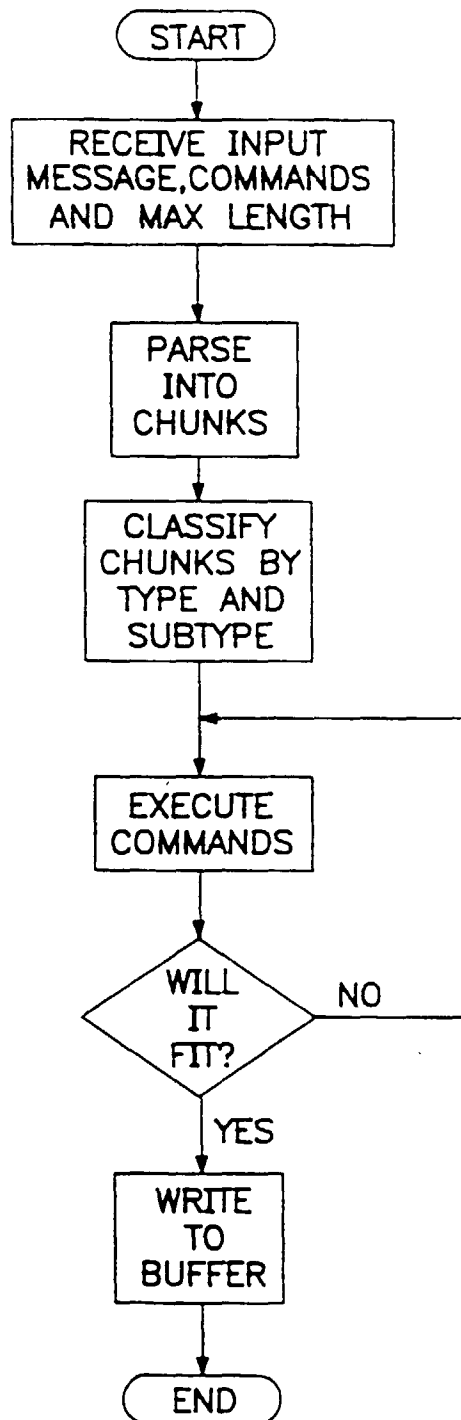 START
RECEIVE INPUT
MESSAGE,COMMANDS
AND MAX LENGTH
PARSE
INTO
CHUNKS
CLASSIFY
CHUNKS BY
TYPE AND
SUBTYPE
EXECUTE
COMMANDS
WILL
IT
FIT?
NO
YES
WRITE
TO
BUFFER
END